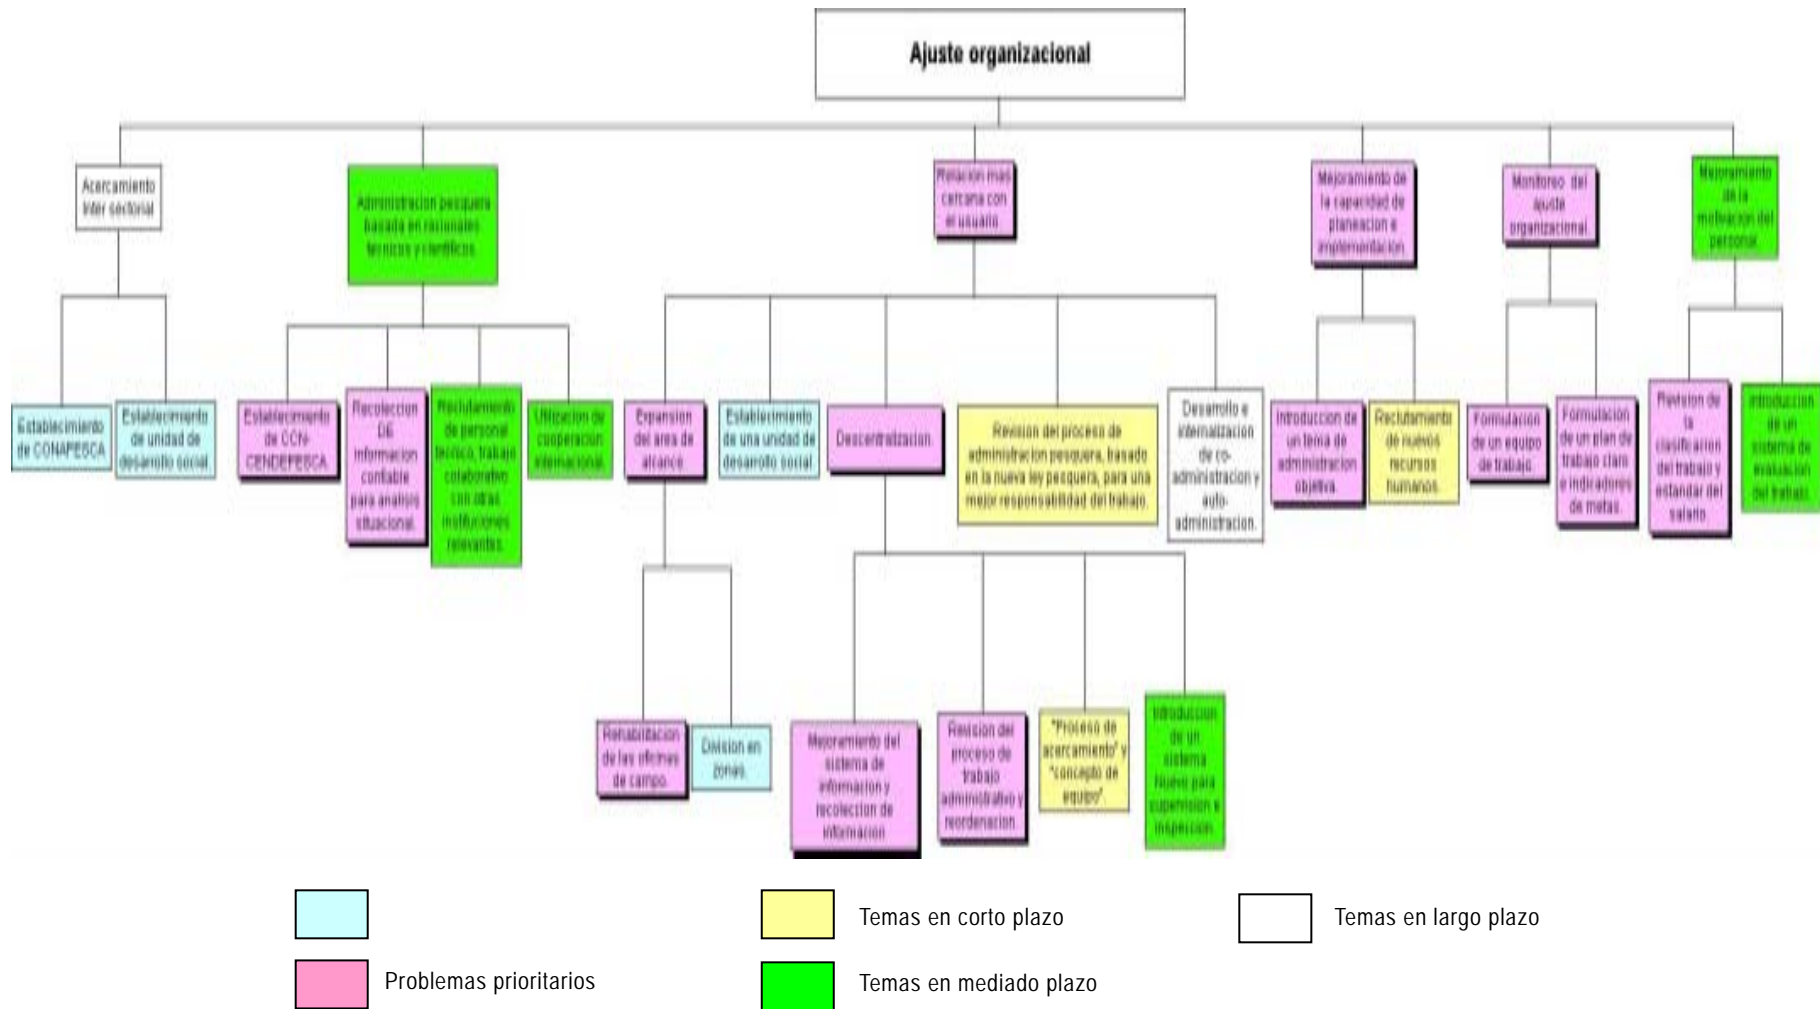 Ajuste organizacional
Acercamiento
Inter sectorial
Administracion pesquera
basada en racionales
tecnicos y cientificos.
Relacion mas
cercana con
el usuario.
Mejoramiento de
la capacidad de
planeacion e
implementacion.
Monitoreo del
ajuste
organizacional.
Mejoramiento
de la
motivacion del
personal.
Establecimiento
de CONAPESCA
Establecimiento
de unidad de
desarrollo social.
Establecimiento
de CCN-
CENDEPESCA.
Recoleccion
DE
informacion
confiable
para analisis
situacional.
Reclutamiento
de personal
tecnico, trabajo
colaborativo
con otras
instituciones
relevantes.
Utilizacion de
cooperacion
internacional.
Expansion
del area de
alcance.
Establecimiento
de una unidad de
desarrollo social.
Descentralizacion.
Revision del proceso de
administracion pesquera, basado
en la nueva ley pesquera, para una
mejor responsabilidad del trabajo.
Desarrollo e
internalizacion
de co-
administracion y
auto-
administracion.
Introduccion de
un tema de
administracion
objetiva.
Reclutamiento
de nuevos
recursos
humanos.
Formulacion
de un equipo
de trabajo.
Formulacion
de un plan de
trabajo claro
e indicadores
de metas.
Revision de
la
clasificacion
del trabajo y
estandar del
salario.
Introduccion
de un
sistema de
evaluacion
del trabajo.
Rehabilitacion
de las oficinas
de campo.
Division en
zonas.
Mejoramiento del
sistema de
informacion y
recoleccion de
informacion
Revision del
proceso de
trabajo
administrativo y
reordenacion.
"Proceso de
acercamiento" y
"concepto de
equipo".
Introduccion
de un
sistema
Nuevo para
supervision e
inspeccion.
Temas en corto plazo
Temas en largo plazo
Problemas prioritarios
Temas en mediado plazo